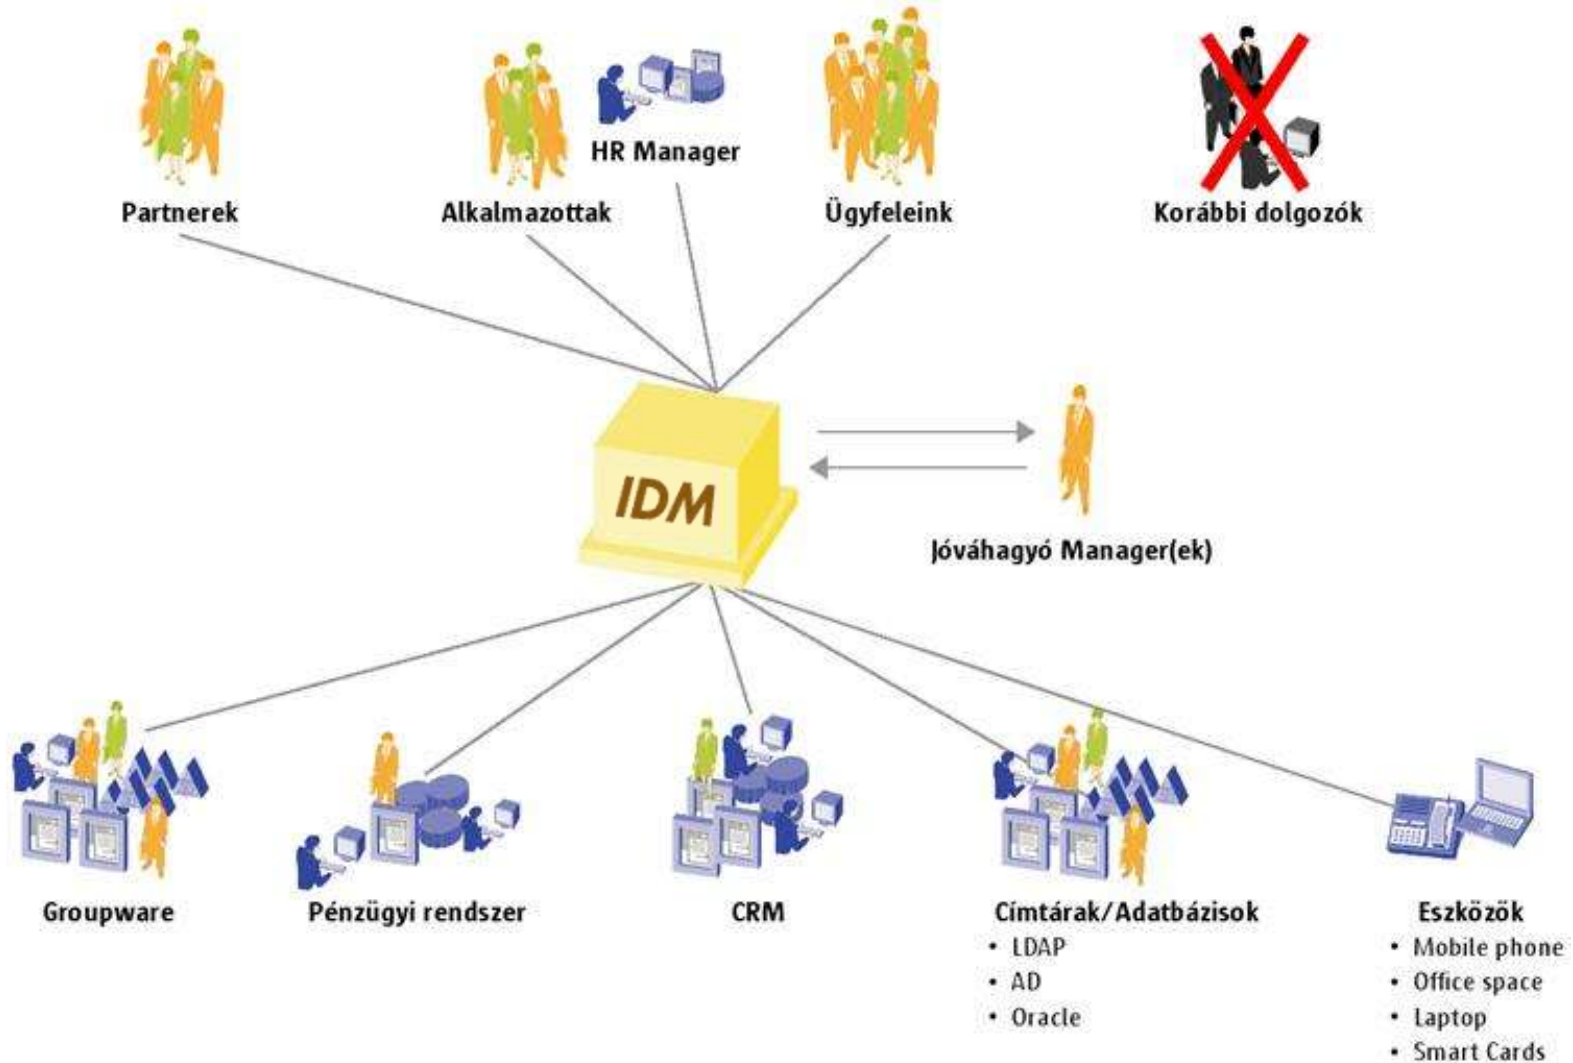 HR Manager
Partnerek
Alkalmazottak
Ügyfeleink
Korábbi dolgozók
IDM
Jóváhagyó Manager(ek)
Groupware
Pénzügyi rendszer
CRM
Címtárak/Adatbázisok
• LDAP
• AD
• Oracle
Eszközök
• Mobile phone
• Office space
• Laptop
• Smart Cards